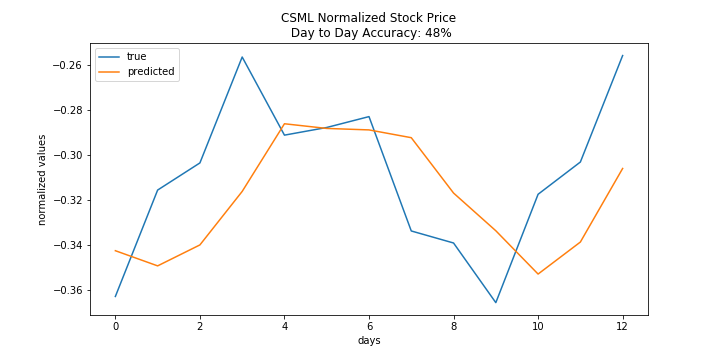 CSML Normalized Stock Price
Day to Day Accuracy: 48%
true
predicted
normalized values
−0.26
−0.28
−0.30
−0.32
−0.34
−0.36
0
2
4
6
8
10
12
days